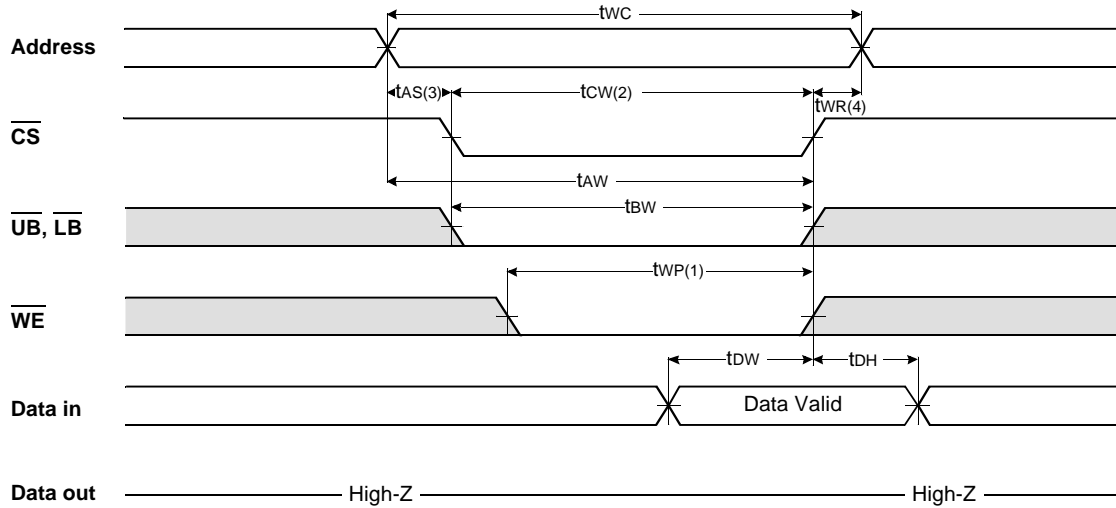 tWC
Address
tAS(3)
tCW(2)
tWR(4)
CS
tAW
tBW
UB, LB
tWP(1)
WE
tDW
tDH
Data in
Data Valid
Data out
High-Z
High-Z